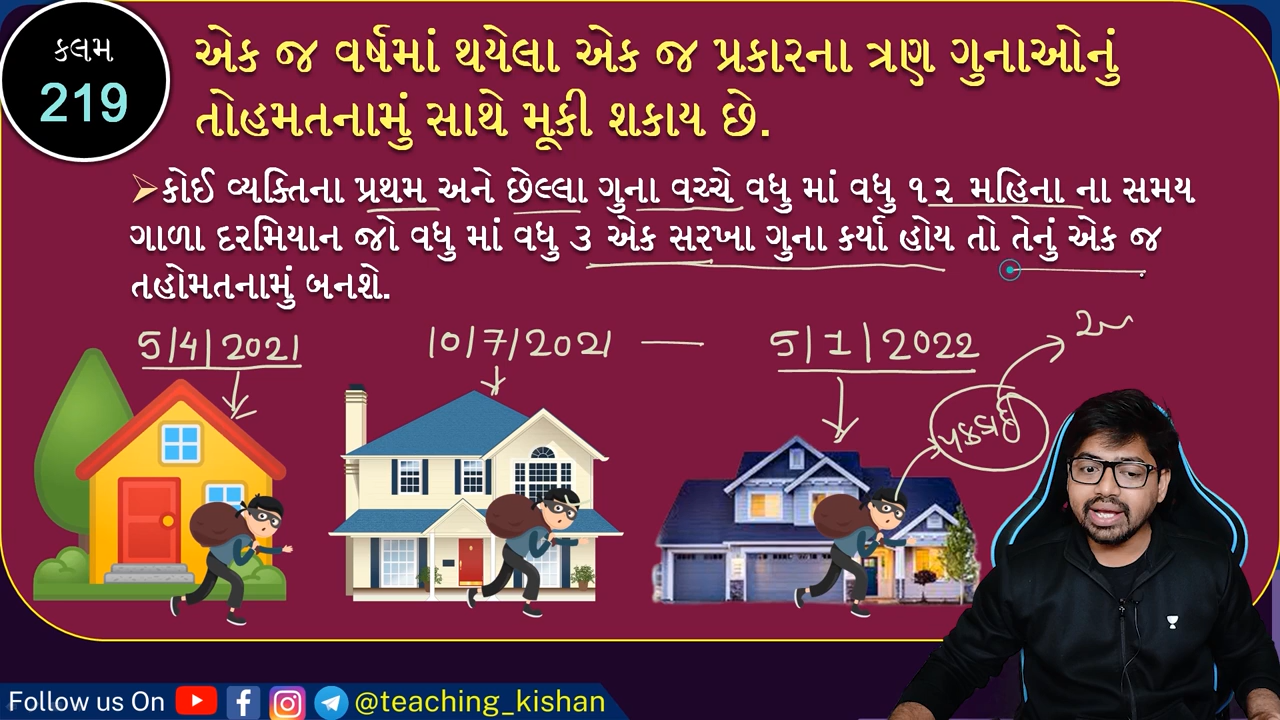 કલમ
219
એક જ વર્ષમાં થયેલા એક જ પ્રકારના ત્રણ ગુનાઓનું
તોહમતનામું સાથે મૂકી શકાય છે.
કોઈ વ્યક્તિના પ્રથમ અને છેલ્લા ગુના વચ્ચે વધુ માં વધુ ૧૨ મહિના ના સમય
ગાળા દરમિયાન જો વધુ માં વધુ ૩ એક સરખા ગુના કર્યા હોય તો તેનું એક જ
તહોમતનામું બનશે.
5/4/2021 10/7/2021 — 5/1/2022
પકડાઈ
Follow us On @teaching_kishan